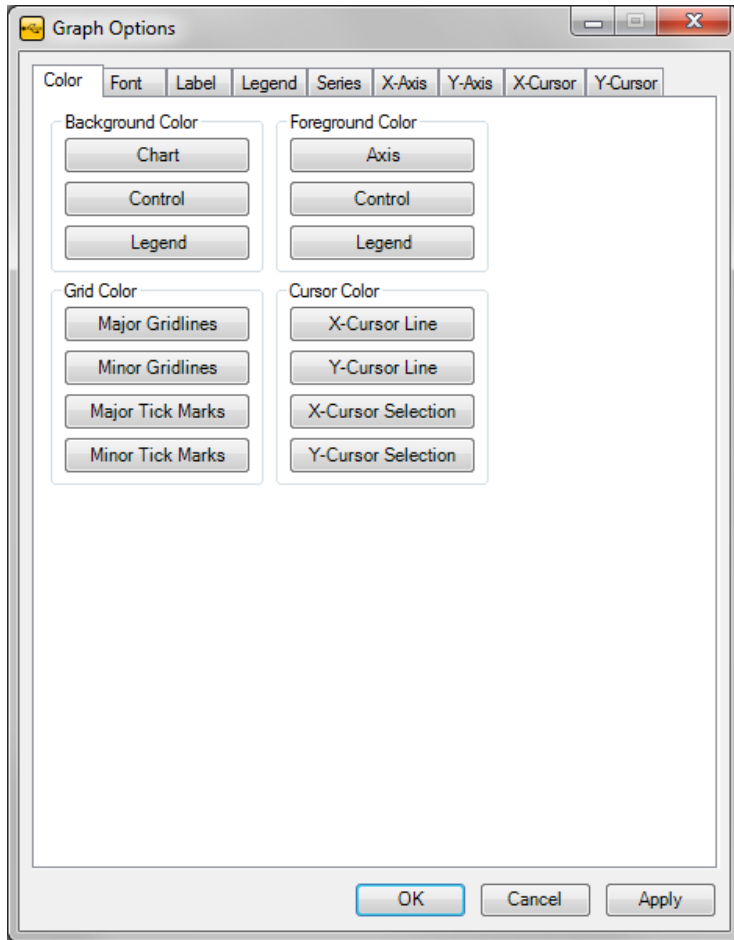 Graph Options
Color Font Label Legend Series X-Axis Y-Axis X-Cursor Y-Cursor
Background Color
Chart
Control
Legend
Foreground Color
Axis
Control
Legend
Grid Color
Major Gridlines
Minor Gridlines
Major Tick Marks
Minor Tick Marks
Cursor Color
X-Cursor Line
Y-Cursor Line
X-Cursor Selection
Y-Cursor Selection
OK Cancel Apply